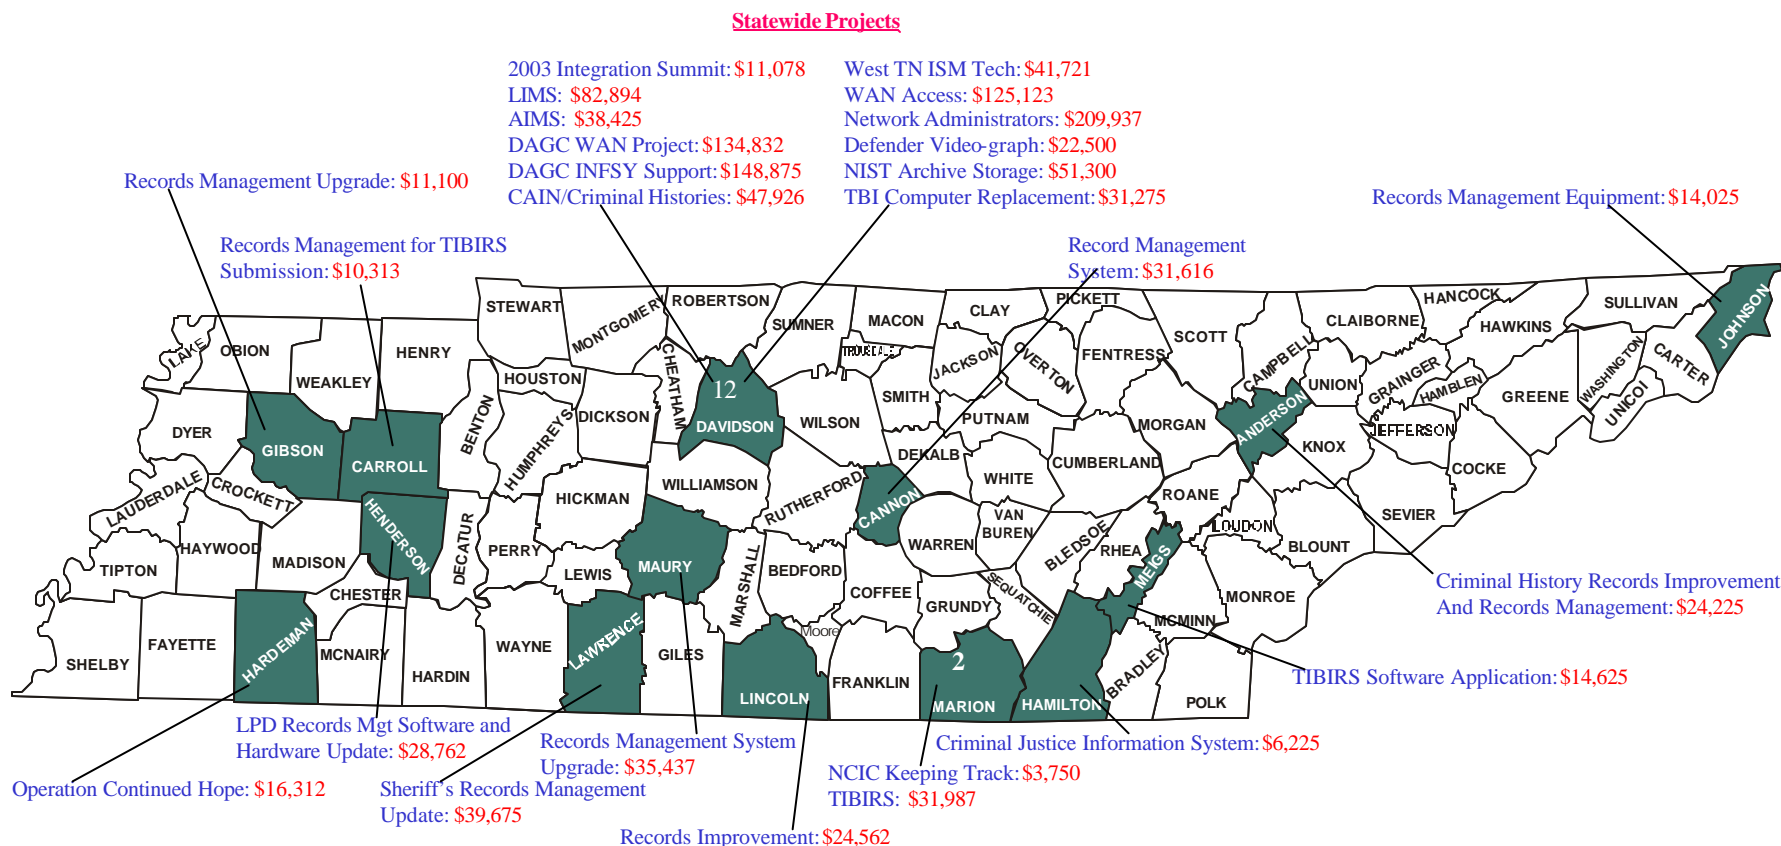 Statewide Projects
2003 Integration Summit: $11,078
LIMS: $82,894
AIMS: $38,425
DAGC WAN Project: $134,832
DAGC INFSY Support: $148,875
CAIN/Criminal Histories: $47,926
West TN ISM Tech: $41,721
WAN Access: $125,123
Network Administrators: $209,937
Defender Video-graph: $22,500
NIST Archive Storage: $51,300
TBI Computer Replacement: $31,275
Records Management Upgrade: $11,100
Records Management Equipment: $14,025
Records Management for TIBIRS
Submission: $10,313
Record Management
System: $31,616
LAKE
OBION
WEAKLEY
HENRY
STEWART
MONTGOMERY
ROBERTSON
SUMNER
MACON
TROUSDALE
CLAY
PICKETT
SCOTT
CAMPBELL
CLAIBORNE
HANCOCK
HAWKINS
SULLIVAN
JOHNSON
DYER
GIBSON
CARROLL
BENTON
HOUSTON
HUMPHREYS
DICKSON
CHEATHAM
12
DAVIDSON
WILSON
SMITH
JACKSON
OVERTON
FENTRESS
PUTNAM
MORGAN
ANDERSON
UNION
GRAINGER
HAMBLEN
JEFFERSON
GREENE
WASHINGTON
UNICOI
CARTER
LAUDERDALE
CROCKETT
HAYWOOD
MADISON
HENDERSON
DECATUR
PERRY
HICKMAN
WILLIAMSON
RUTHERFORD
CANNON
DEKALB
WHITE
CUMBERLAND
ROANE
KNOX
LOUDON
SEVIER
COCKE
TIPTON
CHESTER
LEWIS
MAURY
MARSHALL
BEDFORD
COFFEE
WARREN
VAN
BUREN
BLEDSOE
RHEA
MEIGS
BLOUNT
MONROE
MCMINN
SHELBY
FAYETTE
HARDEMAN
MCNAIRY
HARDIN
WAYNE
LAWRENCE
GILES
LINCOLN
Moore
FRANKLIN
GRUNDY
SEQUATCHIE
2
MARION
HAMILTON
BRADLEY
POLK
Criminal History Records Improvement
And Records Management: $24,225
TIBIRS Software Application: $14,625
Criminal Justice Information System: $6,225
NCIC Keeping Track: $3,750
TIBIRS: $31,987
LPD Records Mgt Software and
Hardware Update: $28,762
Records Management System
Upgrade: $35,437
Operation Continued Hope: $16,312
Sheriff's Records Management
Update: $39,675
Records Improvement: $24,562